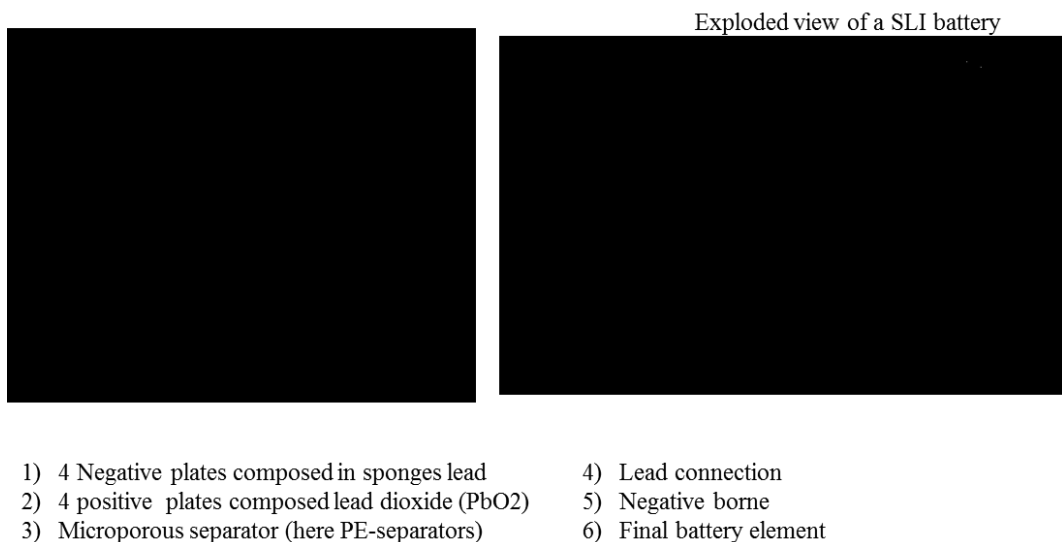 Exploded view of a SLI battery
1) 4 Negative plates composed in sponges lead
2) 4 positive plates composed lead dioxide (PbO2)
3) Microporous separator (here PE-separators)
4) Lead connection
5) Negative borne
6) Final battery element